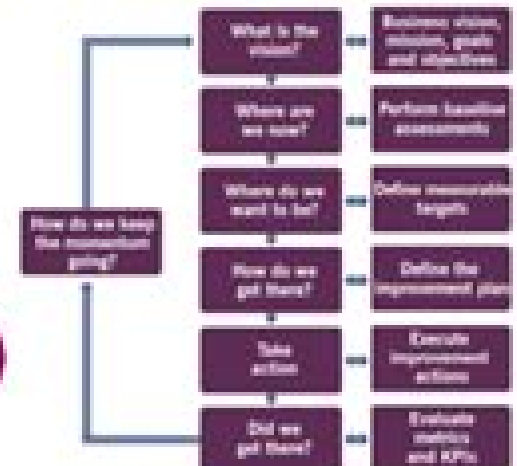 What is the
vision?
Business vision,
mission, goals
and objectives
Where are
we now?
Perform baseline
assessments
Where do we
want to be?
Define measurable
targets
How do we keep
the momentum
going?
How do we
get there?
Define the
improvement plan
Take
action
Execute
improvement
actions
Did we
get there?
Evaluate
metrics
and KPIs